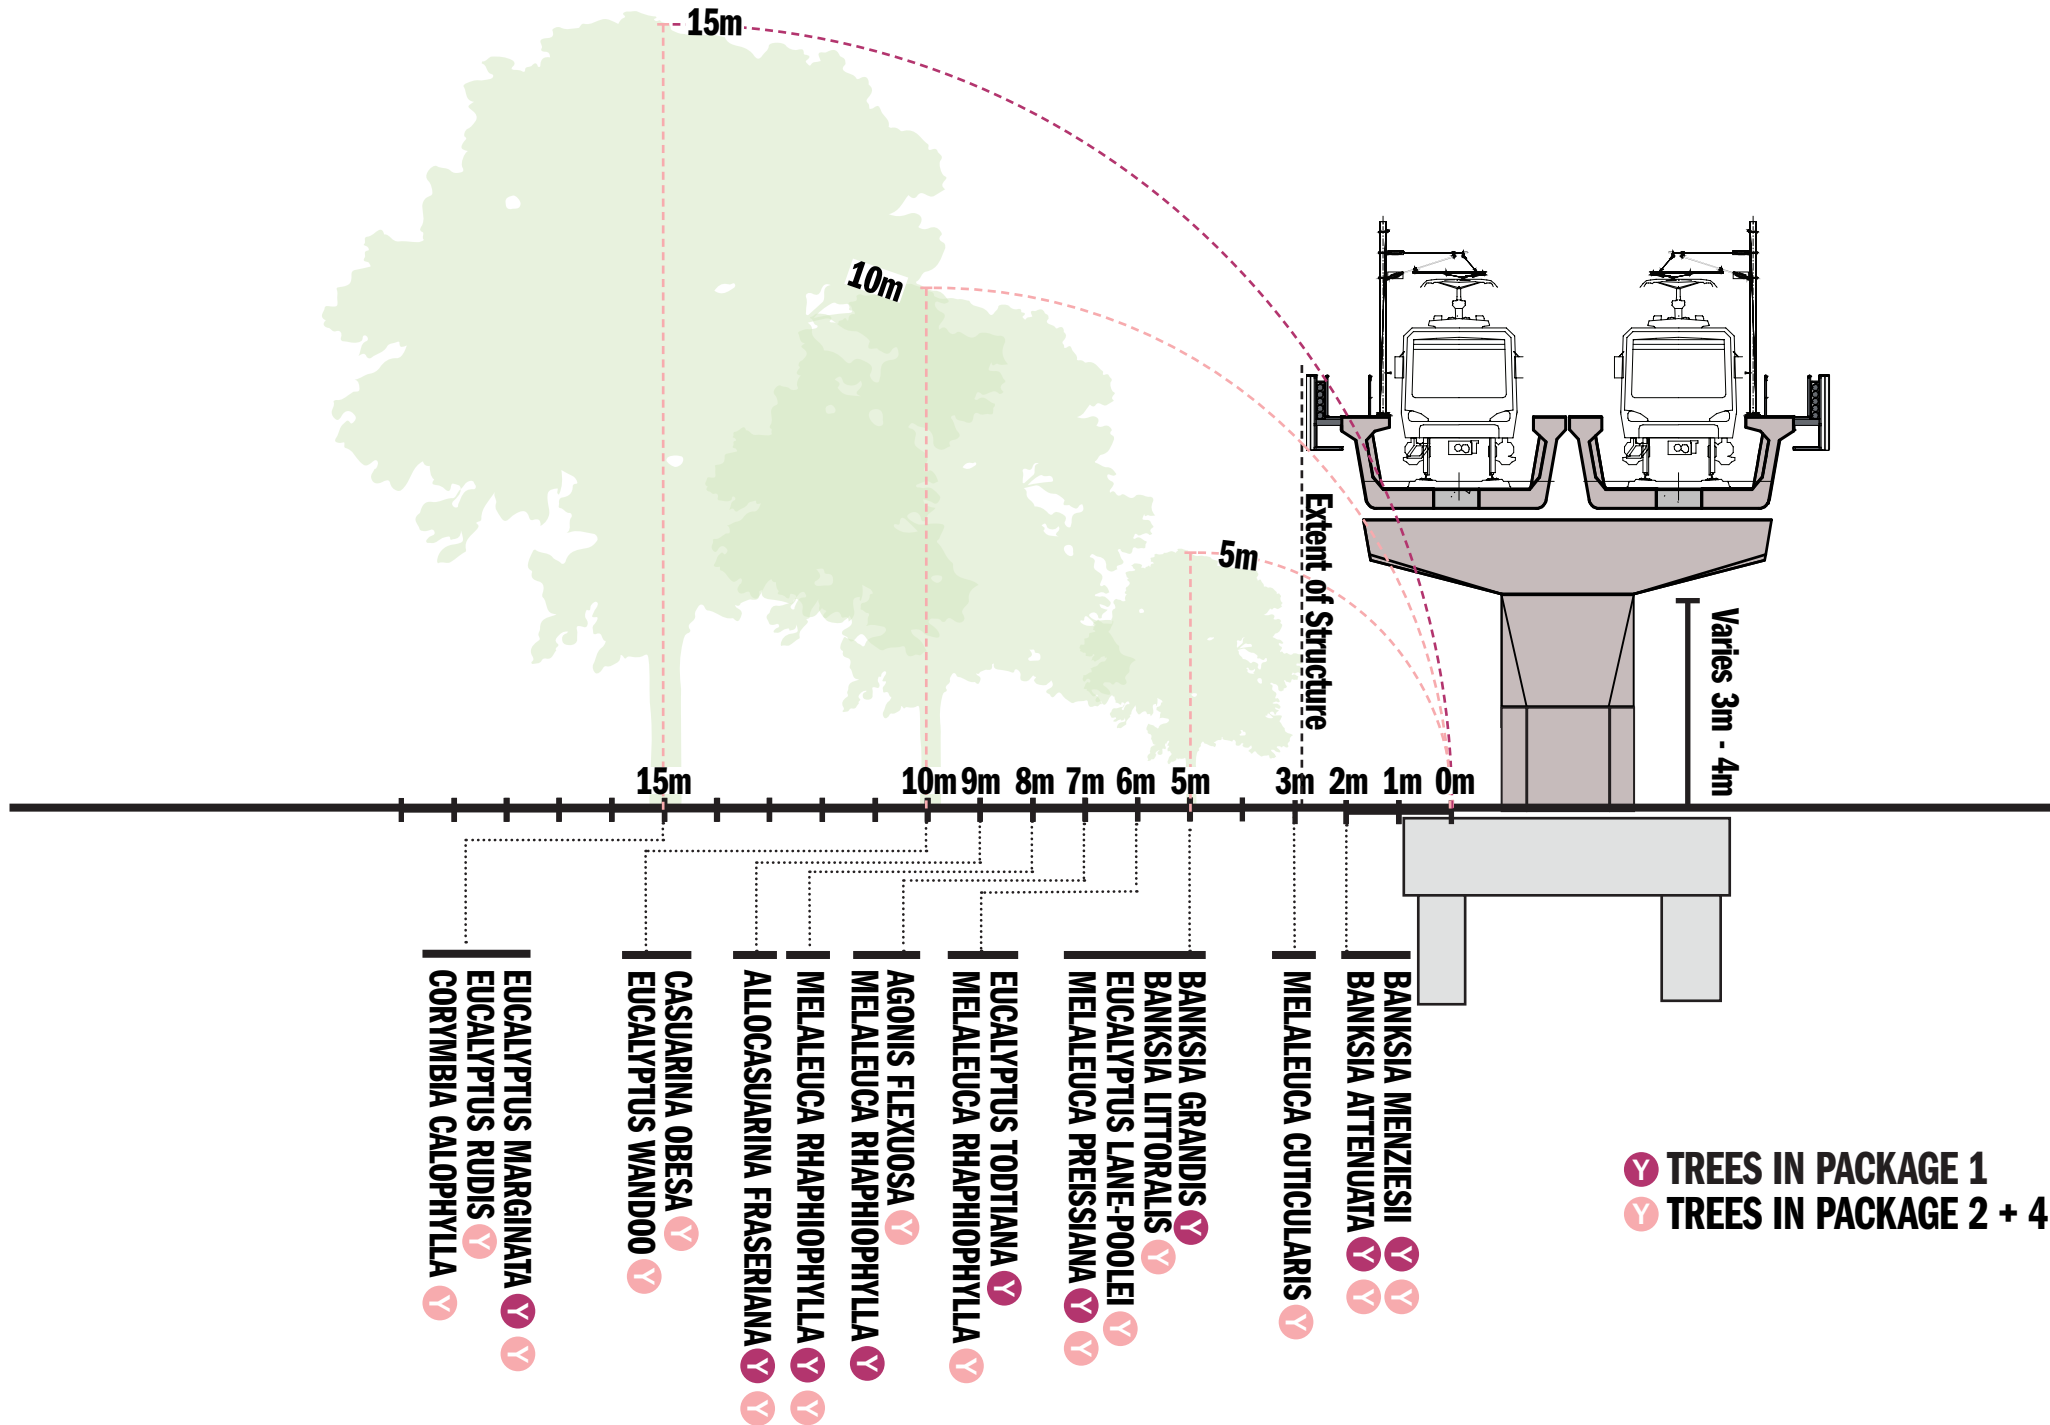 15m
10m
5m
Extent of Structure
Varies 3m - 4m
15m
10m
9m
8m
7m
6m
5m
3m
2m
1m
0m
EUCALYPTUS MARGINATA Y Y
EUCALYPTUS RUDIS Y
CORYMBIA CALOPHYLLA Y
CASUARINA OBESA Y
EUCALYPTUS WANDOO Y
ALLOCASUARINA FRASERIANA Y Y
MELALEUCA RHAPHIOPHYLLA Y Y
AGONIS FLEXUOSA Y
MELALEUCA RHAPHIOPHYLLA Y
EUCALYPTUS TODTIANA Y
MELALEUCA RHAPHIOPHYLLA Y
BANKSIA GRANDIS Y
BANKSIA LITTORALIS Y
EUCALYPTUS LANE-POOLEI Y
MELALEUCA PREISSIANA Y Y
MELALEUCA CUTICULARIS Y
BANKSIA MENZIESII Y Y
BANKSIA ATTENUATA Y Y
Y TREES IN PACKAGE 1
Y TREES IN PACKAGE 2 + 4